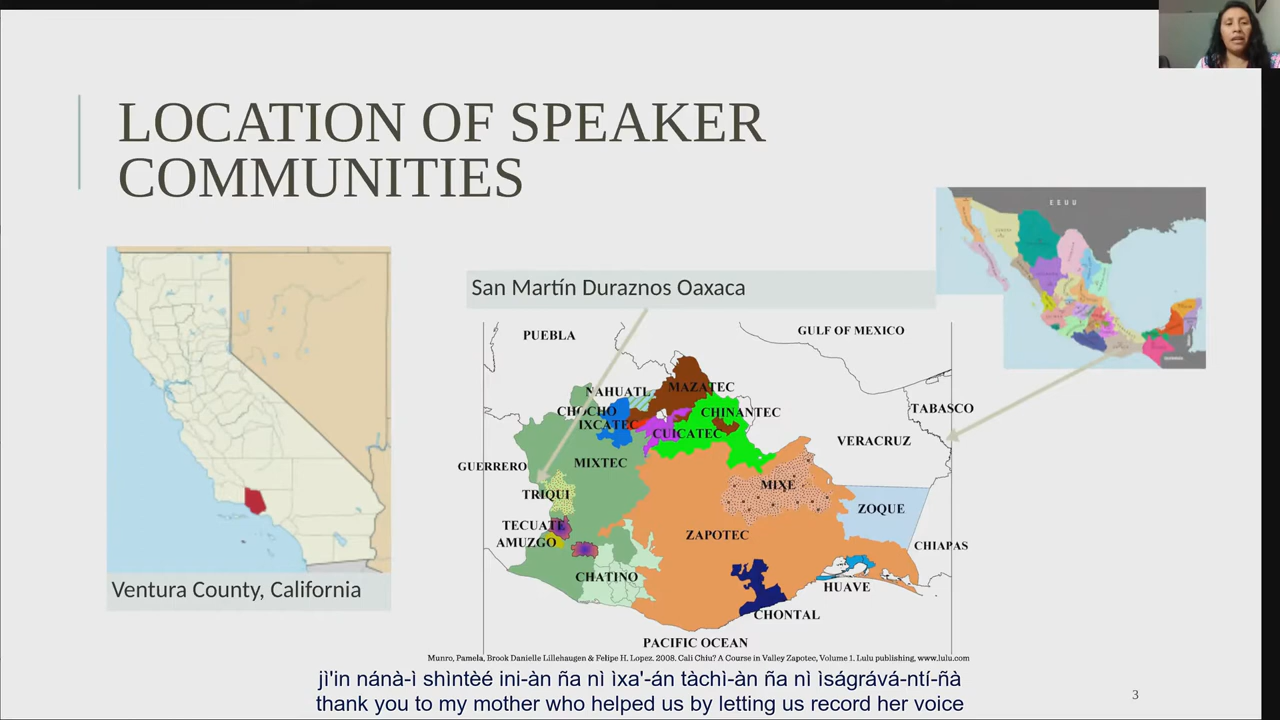 LOCATION OF SPEAKER
COMMUNITIES
EEUU
San Martín Duraznos Oaxaca
PUEBLA
GULF OF MEXICO
NAHUATL
MAZATEC
CHOCHO
CHINANTEC
TABASCO
IXCATEC
CUICATEC
VERACRUZ
GUERRERO
MIXTEC
MIXE
TRIQUI
ZOQUE
TECUATE
ZAPOTEC
AMUZGO
CHIAPAS
CHATINO
HUAVE
Ventura County, California
CHONTAL
PACIFIC OCEAN
Munro, Pamela, Brook Danielle Lillehaugen & Felipe H. Lopez. 2008. Cali Chiu? A Course in Valley Zapotec, Volume 1. Lulu publishing, www.lulu.com
jì'in nánà-ì shìntèé ini-àn ña nì ìxa'-án tàchì-àn ña nì ìságrává-ntí-ñà
thank you to my mother who helped us by letting us record her voice
3